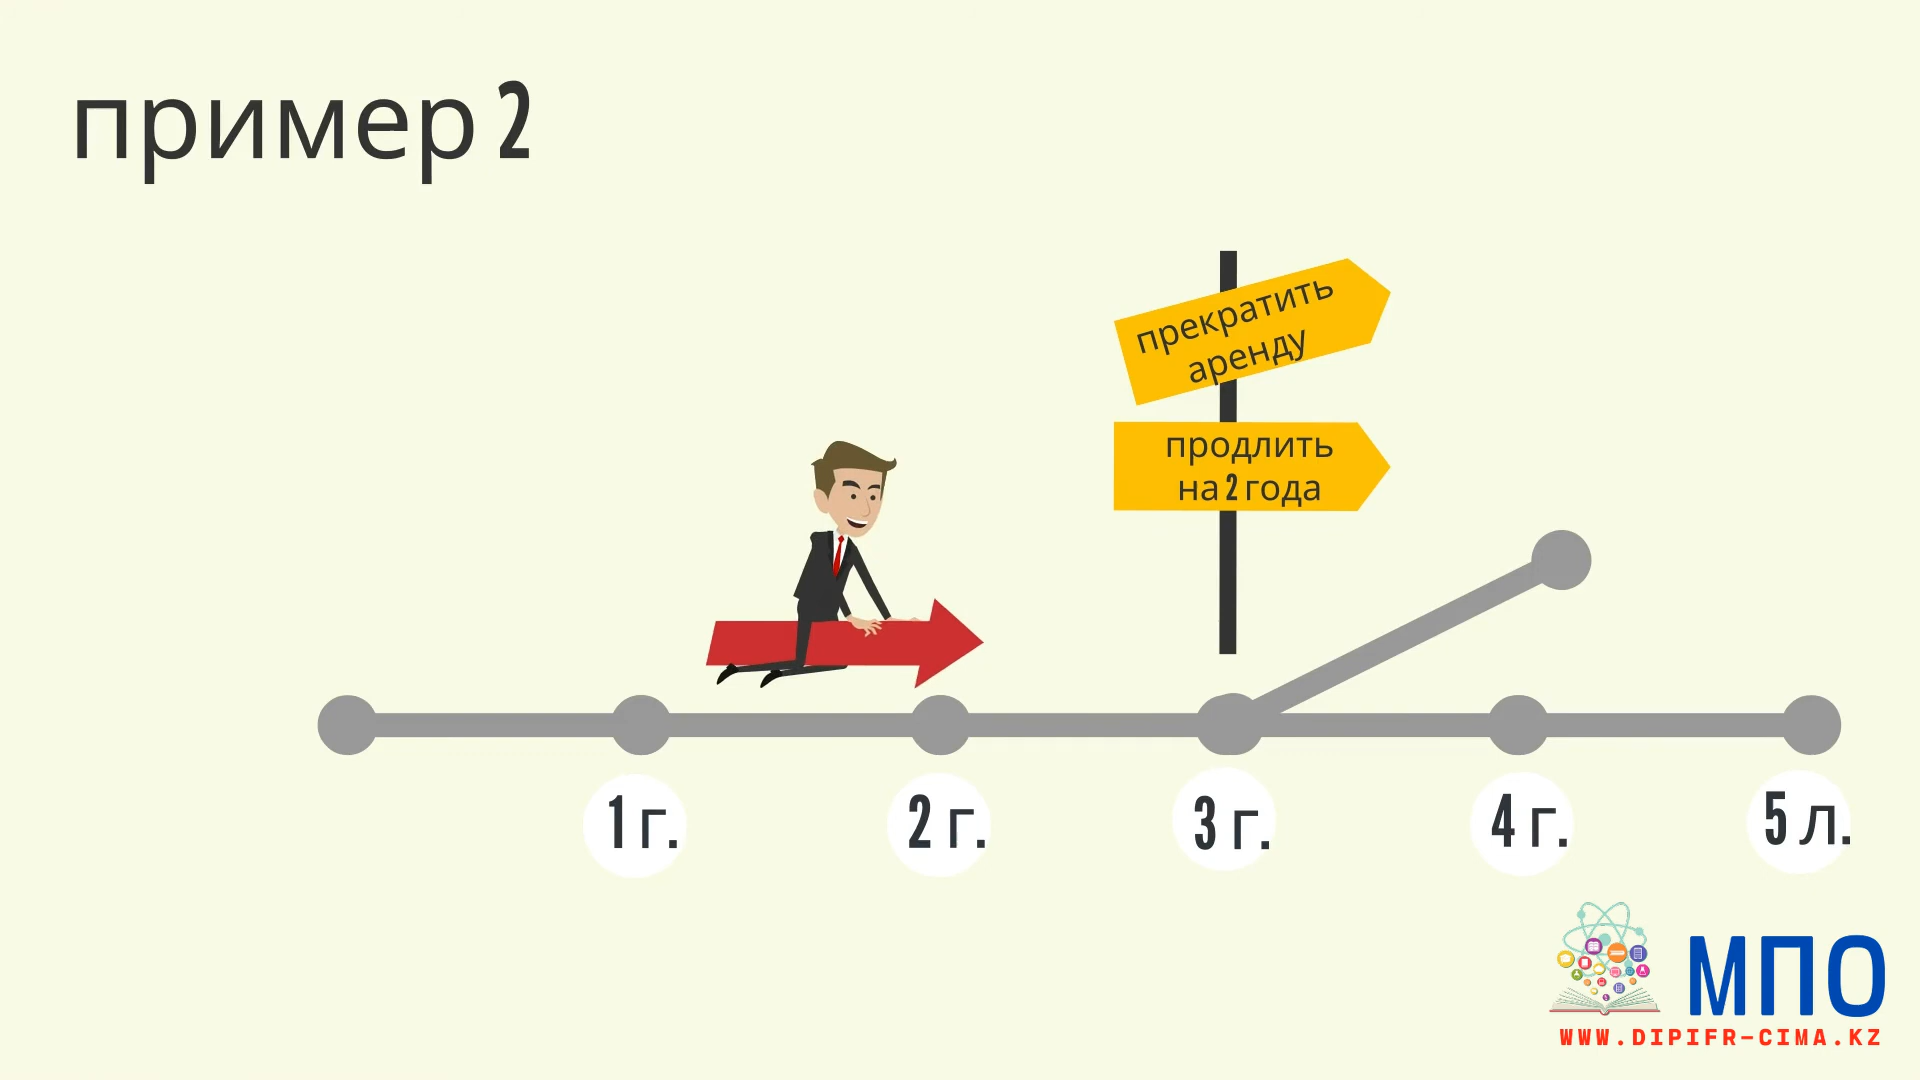 пример 2
прекратить
аренду
продлить
на 2 года
1 г.
2 г.
3 г.
4 г.
5 л.
МПО
WWW.DIPIFR-CIMA.KZ